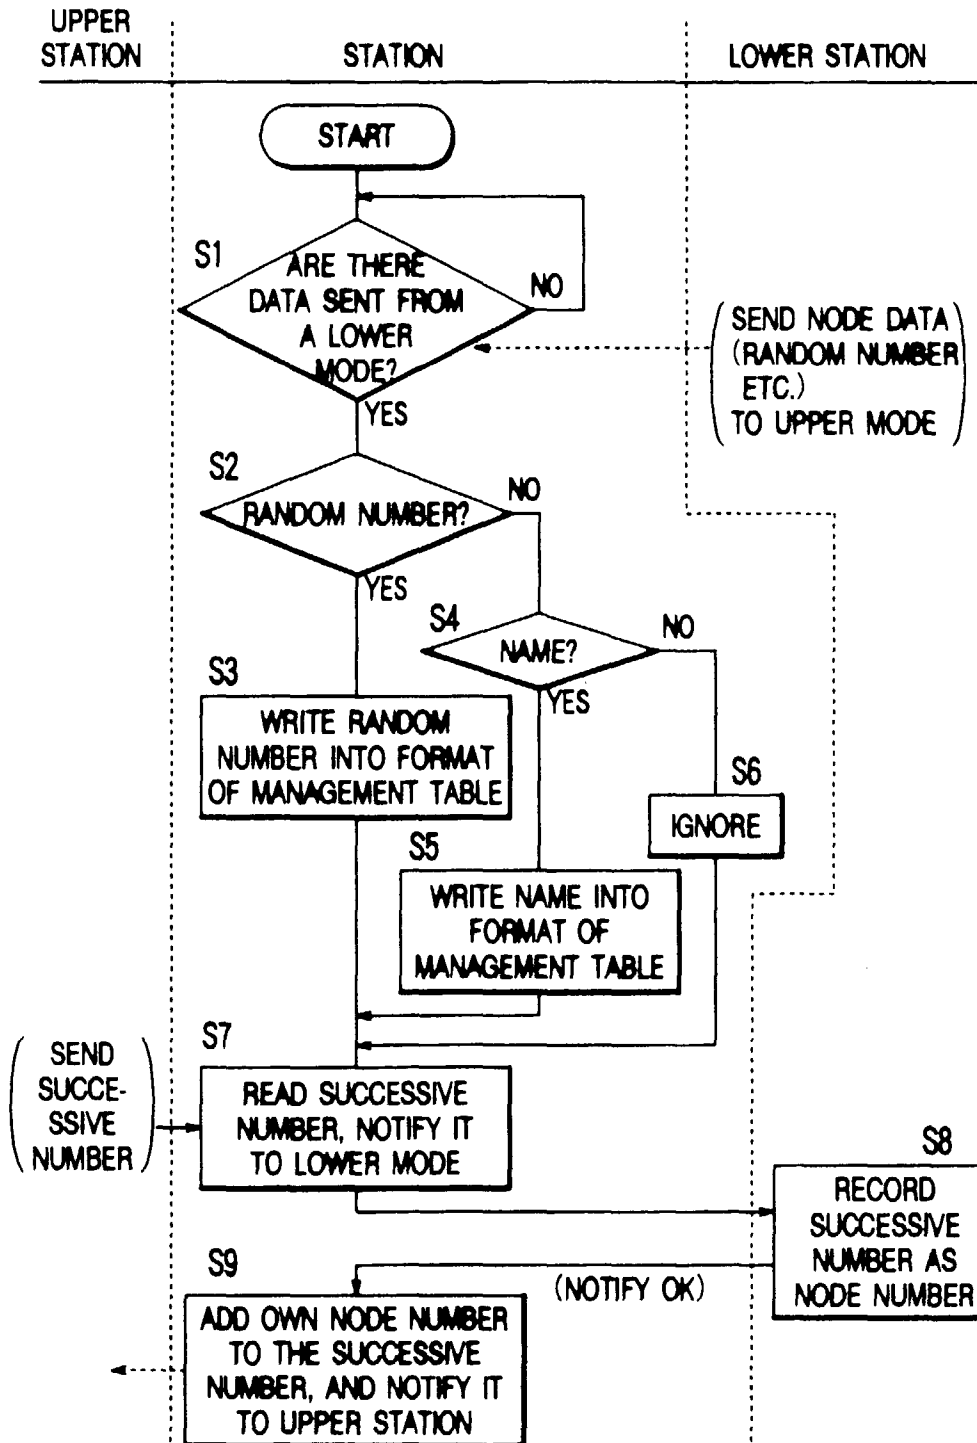 UPPER
STATION
STATION
LOWER STATION
START
S1
ARE THERE
DATA SENT FROM
A LOWER
MODE?
NO
YES
(SEND NODE DATA
(RANDOM NUMBER
ETC.)
TO UPPER MODE)
S2
RANDOM NUMBER?
NO
YES
S4
NAME?
NO
YES
S3
WRITE RANDOM
NUMBER INTO FORMAT
OF MANAGEMENT TABLE
S6
IGNORE
S5
WRITE NAME INTO
FORMAT OF
MANAGEMENT TABLE
(SEND
SUCCE-
SSIVE
NUMBER)
S7
READ SUCCESSIVE
NUMBER, NOTIFY IT
TO LOWER MODE
S8
RECORD
SUCCESSIVE
NUMBER AS
NODE NUMBER
(NOTIFY OK)
S9
ADD OWN NODE NUMBER
TO THE SUCCESSIVE
NUMBER, AND NOTIFY IT
TO UPPER STATION